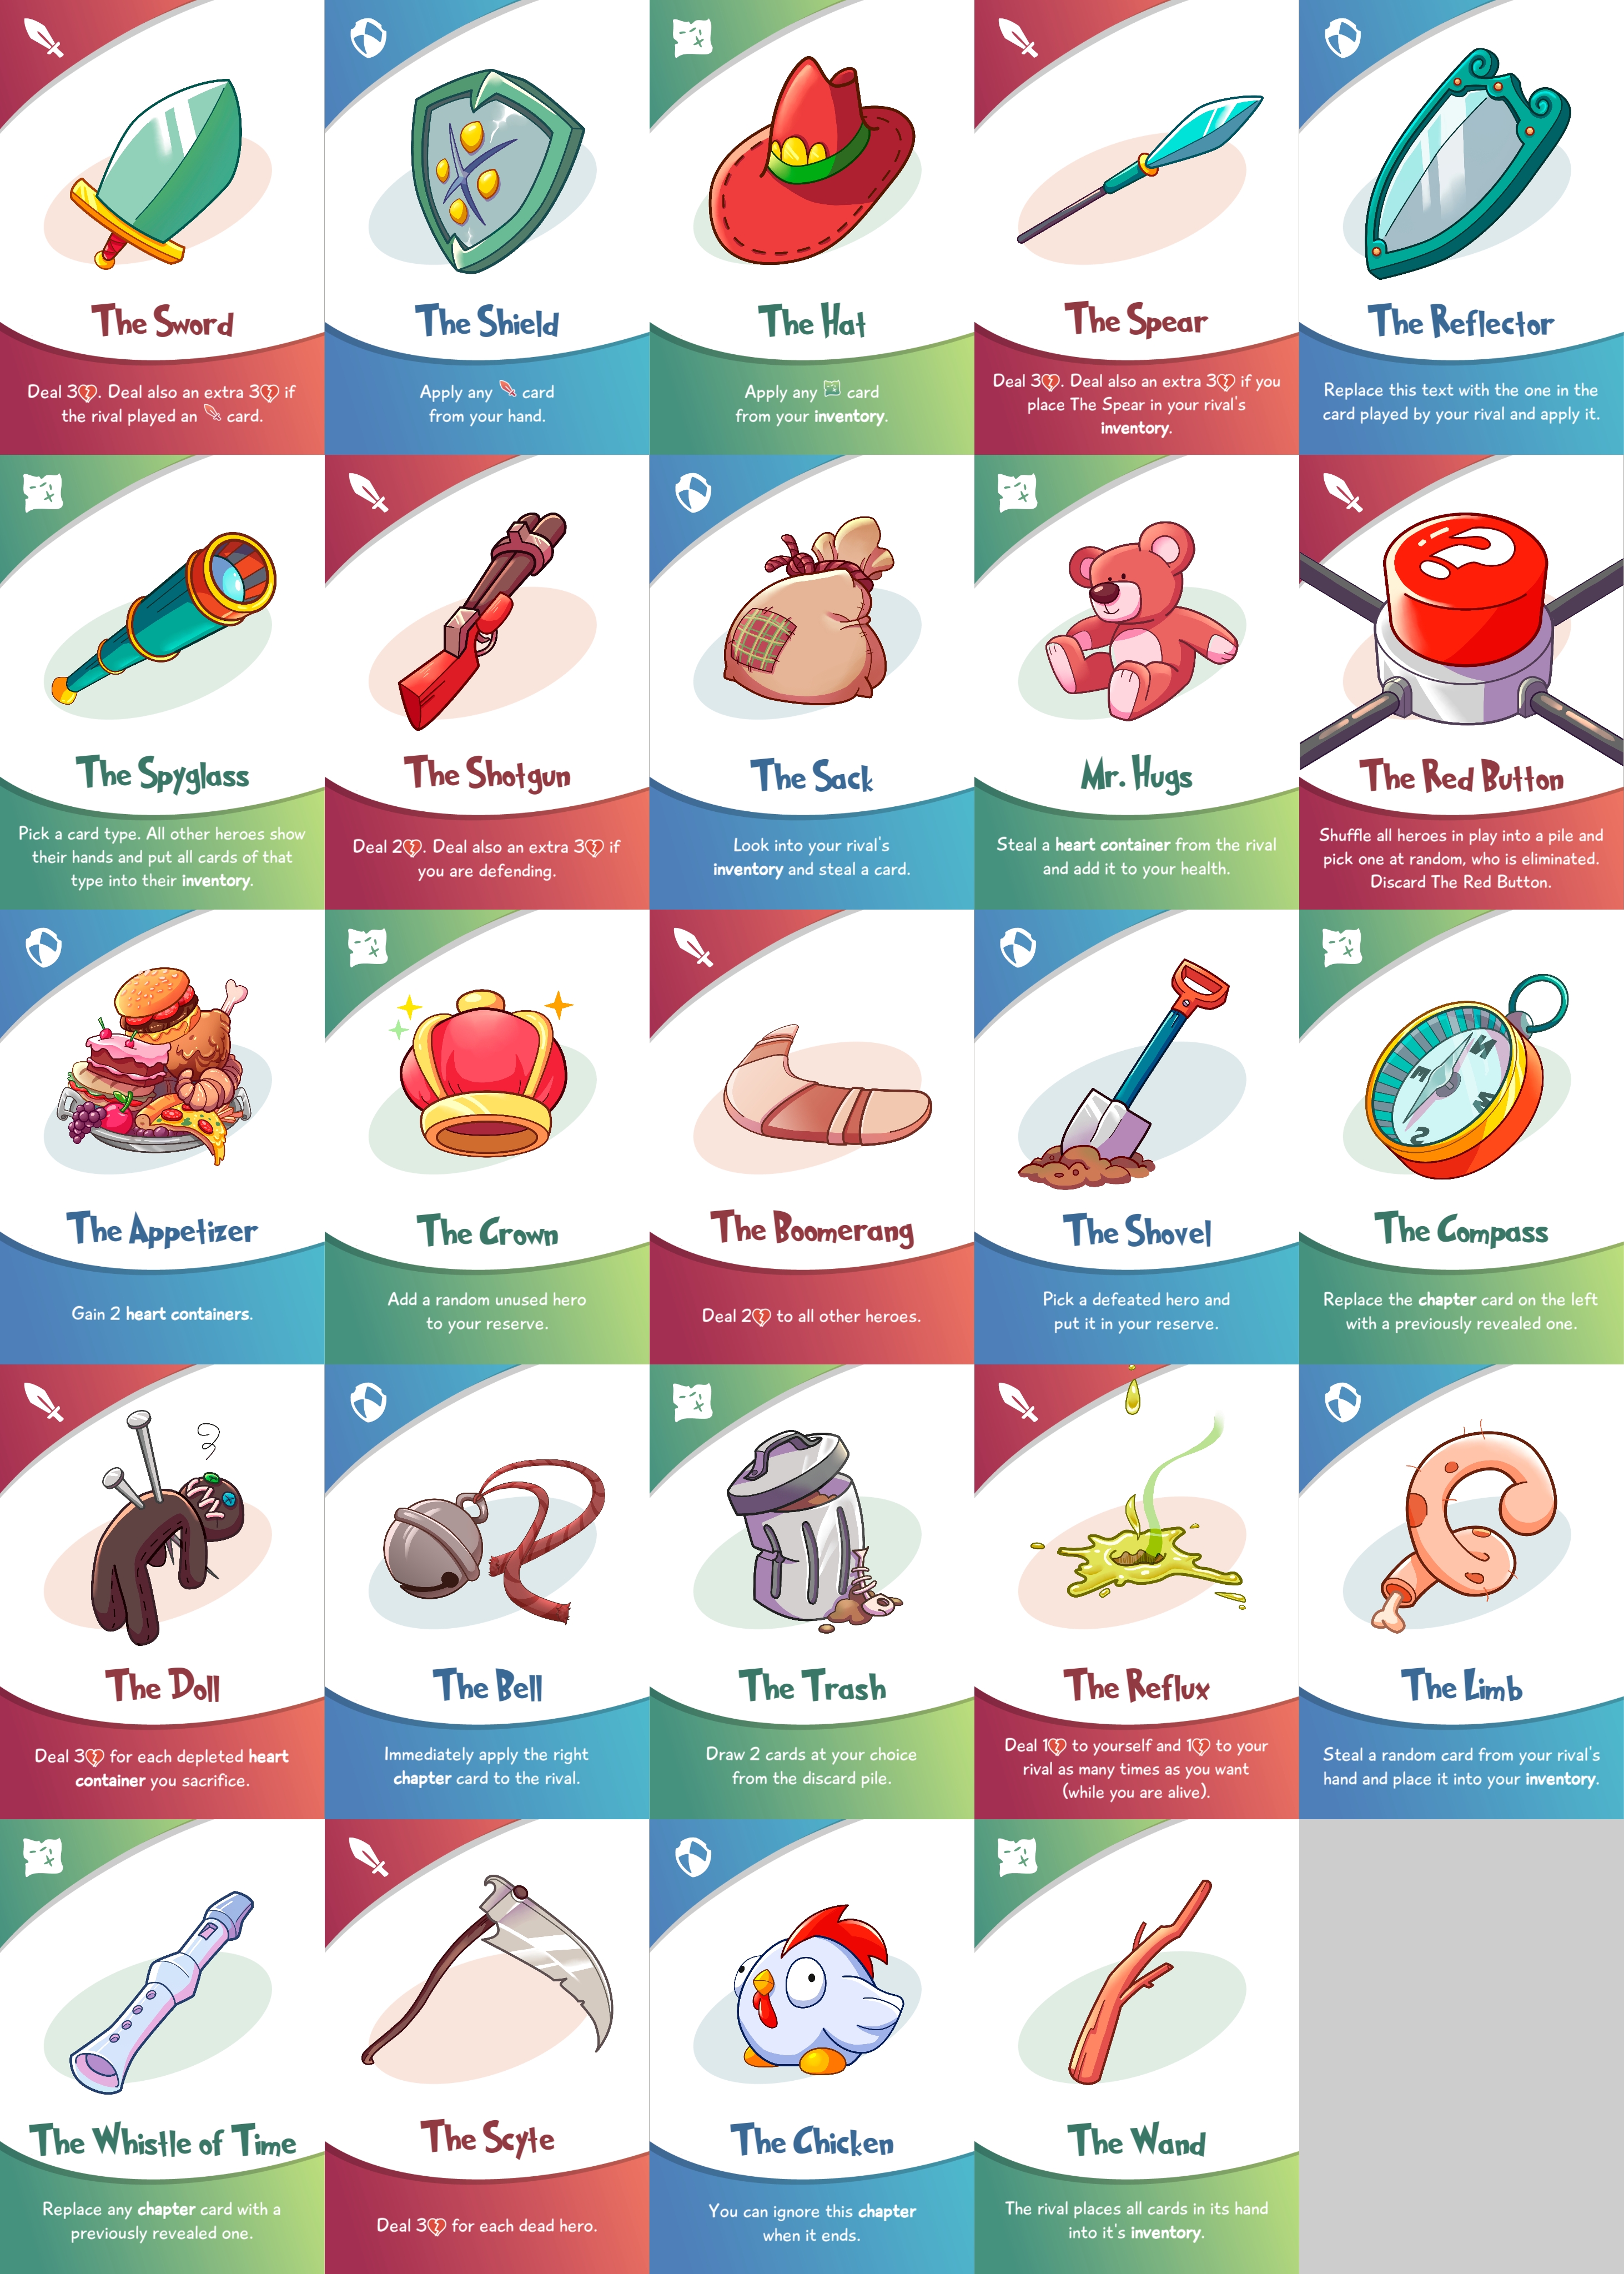 The Sword
Deal 3. Deal also an extra 3 if
the rival played an card.
The Shield
Apply any card
from your hand.
The Hat
Apply any card
from your inventory.
The Spear
Deal 3. Deal also an extra 3 if you
place The Spear in your rival's
inventory.
The Reflector
Replace this text with the one in the
card played by your rival and apply it.
The Spyglass
Pick a card type. All other heroes show
their hands and put all cards of that
type into their inventory.
The Shotgun
Deal 2. Deal also an extra 3 if
you are defending.
The Sack
Look into your rival's
inventory and steal a card.
Mr. Hugs
Steal a heart container from the rival
and add it to your health.
The Red Button
Shuffle all heroes in play into a pile and
pick one at random, who is eliminated.
Discard The Red Button.
The Appetizer
Gain 2 heart containers.
The Crown
Add a random unused hero
to your reserve.
The Boomerang
Deal 2 to all other heroes.
The Shovel
Pick a defeated hero and
put it in your reserve.
N
E
W
S
The Compass
Replace the chapter card on the left
with a previously revealed one.
The Doll
Deal 3 for each depleted heart
container you sacrifice.
The Bell
Immediately apply the right
chapter card to the rival.
The Trash
Draw 2 cards at your choice
from the discard pile.
The Reflux
Deal 1 to yourself and 1 to your
rival as many times as you want
(while you are alive).
The Limb
Steal a random card from your rival's
hand and place it into your inventory.
The Whistle of Time
Replace any chapter card with a
previously revealed one.
The Scyte
Deal 3 for each dead hero.
The Chicken
You can ignore this chapter
when it ends.
The Wand
The rival places all cards in its hand
into it's inventory.